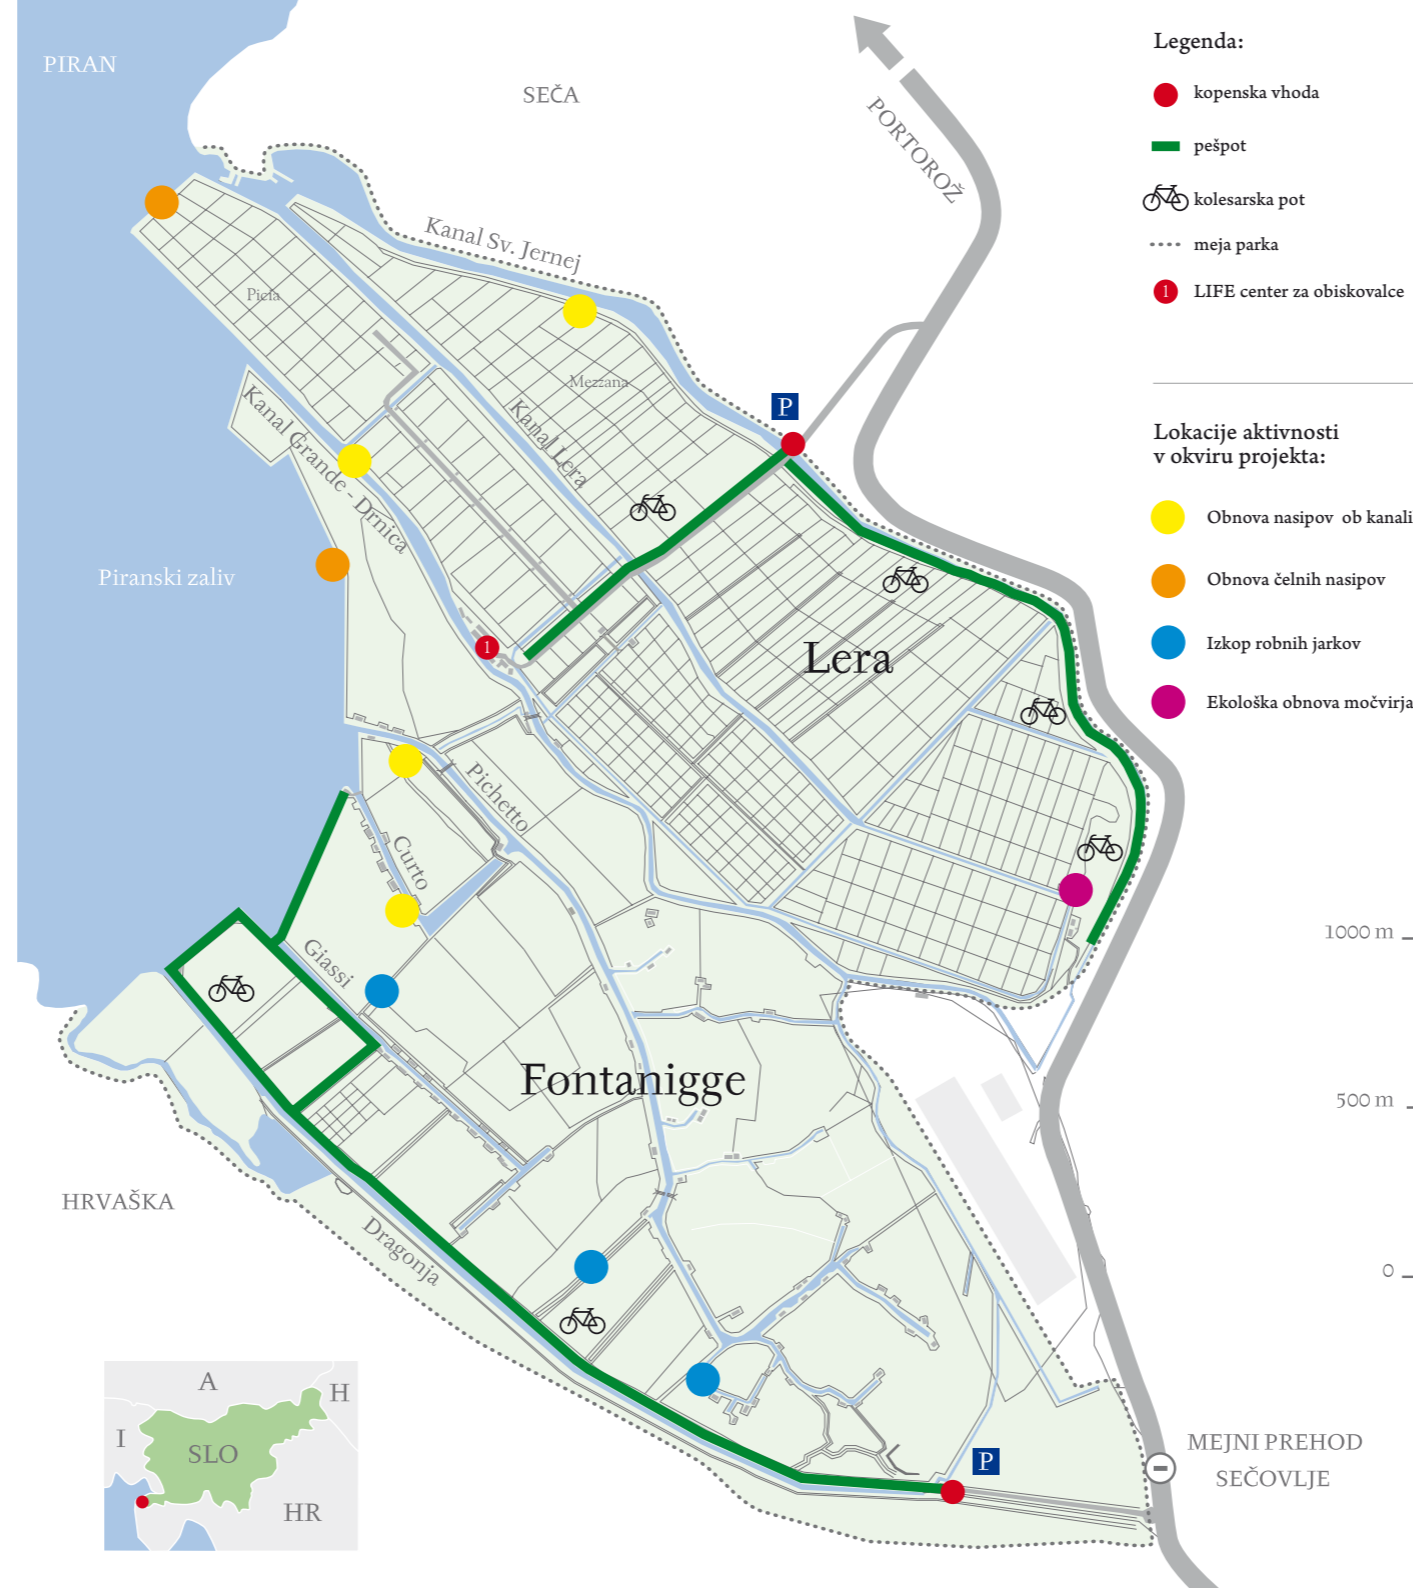 PIRAN
SEČA
PORTOROŽ
Kanal Sv. Jernej
Picia
Mezzana
P
Kanal Grande - Drnica
Kanal Lera
Piranski zaliv
1
Lera
Pichetto
Curto
Giassi
Fontanigge
HRVAŠKA
Dragonja
P
MEJNI PREHOD
SEČOVLJE
A
H
I
SLO
HR
Legenda:
kopenska vhoda
pešpot
kolesarska pot
meja parka
1 LIFE center za obiskovalce
Lokacije aktivnosti
v okviru projekta:
Obnova nasipov ob kanali
Obnova čelnih nasipov
Izkop robnih jarkov
Ekološka obnova močvirja
1000 m
500 m
0